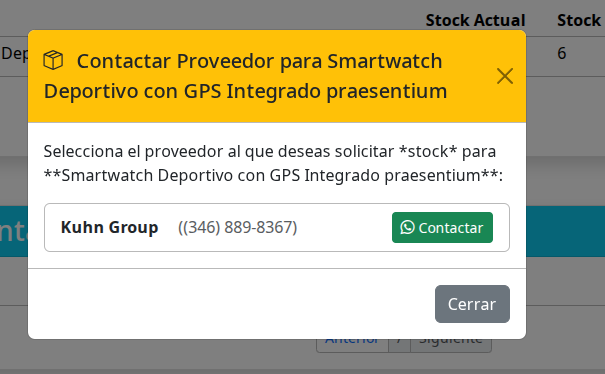 Stock Actual Stock
Dep 6
Contactar Proveedor para Smartwatch
Deportivo con GPS Integrado praesentium
Selecciona el proveedor al que deseas solicitar *stock* para
**Smartwatch Deportivo con GPS Integrado praesentium**:
Kuhn Group ((346) 889-8367) Contactar
Cerrar
Anterior / Siguiente